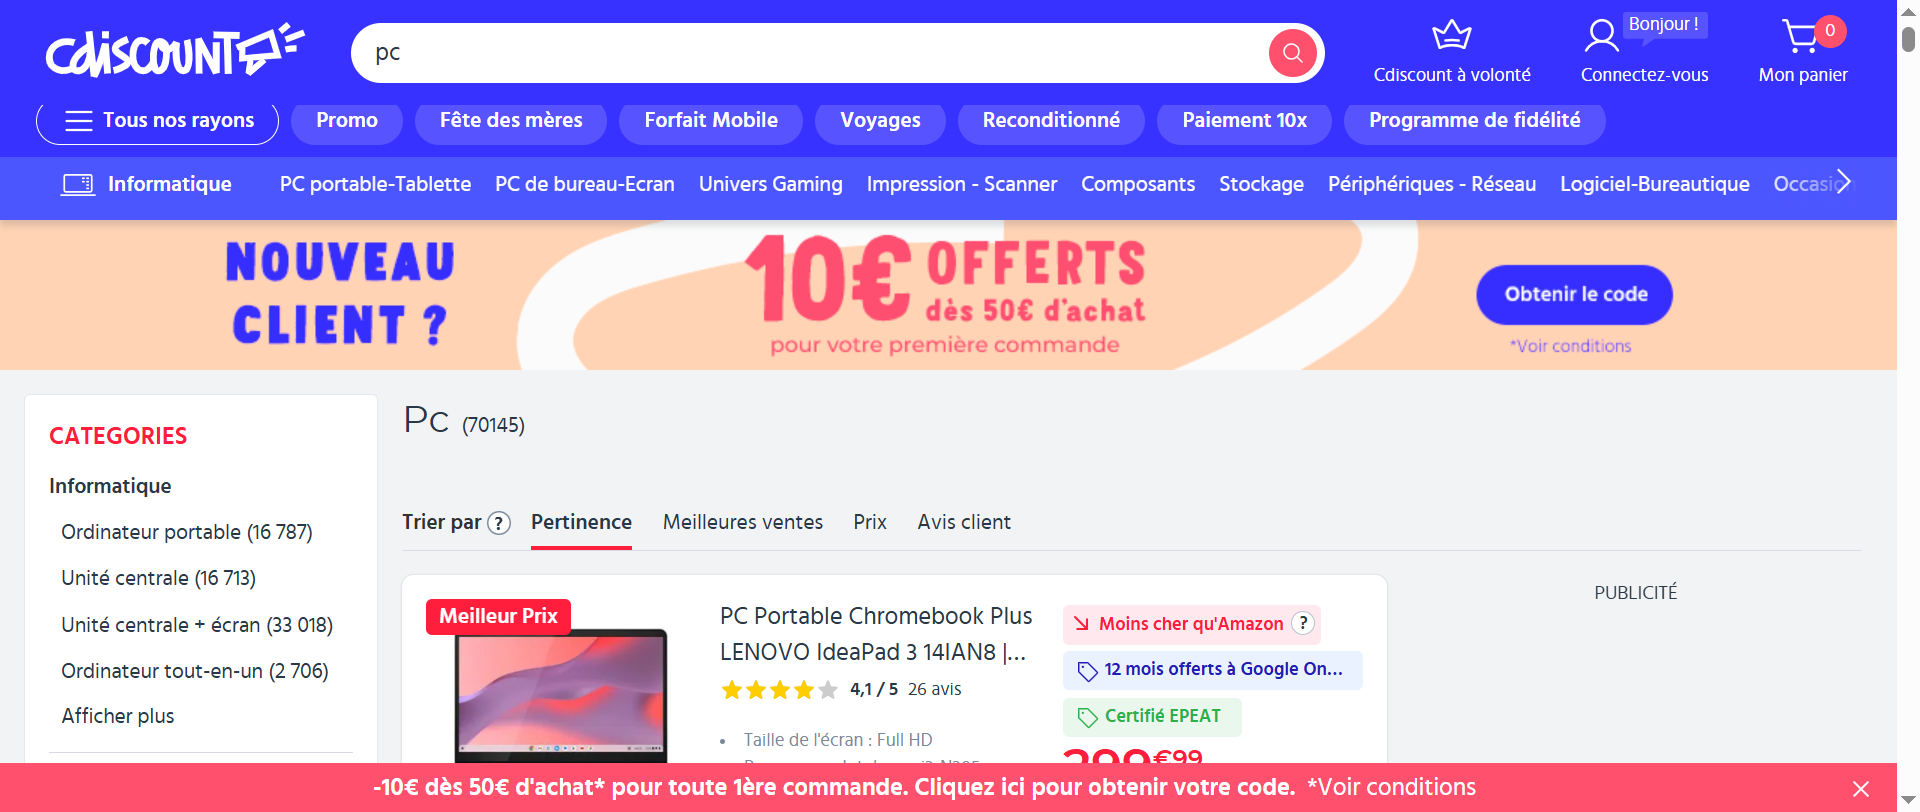 cdiscount
pc
Cdiscount à volonté
Bonjour !
Connectez-vous
0
Mon panier
Tous nos rayons
Promo
Fête des mères
Forfait Mobile
Voyages
Reconditionné
Paiement 10x
Programme de fidélité
Informatique
PC portable-Tablette
PC de bureau-Ecran
Univers Gaming
Impression - Scanner
Composants
Stockage
Périphériques - Réseau
Logiciel-Bureautique
Occasion
NOUVEAU
CLIENT ?
10€ OFFERTS
dès 50€ d'achat
pour votre première commande
Obtenir le code
*Voir conditions
CATEGORIES
Informatique
Ordinateur portable (16 787)
Unité centrale (16 713)
Unité centrale + écran (33 018)
Ordinateur tout-en-un (2 706)
Afficher plus
Pc (70145)
Trier par ?
Pertinence
Meilleures ventes
Prix
Avis client
Meilleur Prix
PC Portable Chromebook Plus
LENOVO IdeaPad 3 14IAN8 |...
4,1 / 5 26 avis
Taille de l'écran : Full HD
Moins cher qu'Amazon ?
12 mois offerts à Google On...
Certifié EPEAT
299€99
PUBLICITÉ
-10€ dès 50€ d'achat* pour toute 1ère commande. Cliquez ici pour obtenir votre code. *Voir conditions